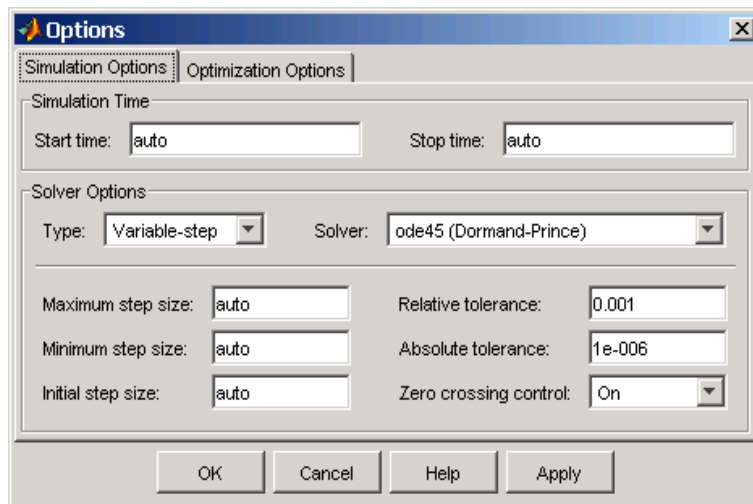 Options
Simulation Options Optimization Options
Simulation Time
Start time: auto Stop time: auto
Solver Options
Type: Variable-step Solver: ode45 (Dormand-Prince)
Maximum step size: auto Relative tolerance: 0.001
Minimum step size: auto Absolute tolerance: 1e-006
Initial step size: auto Zero crossing control: On
OK Cancel Help Apply